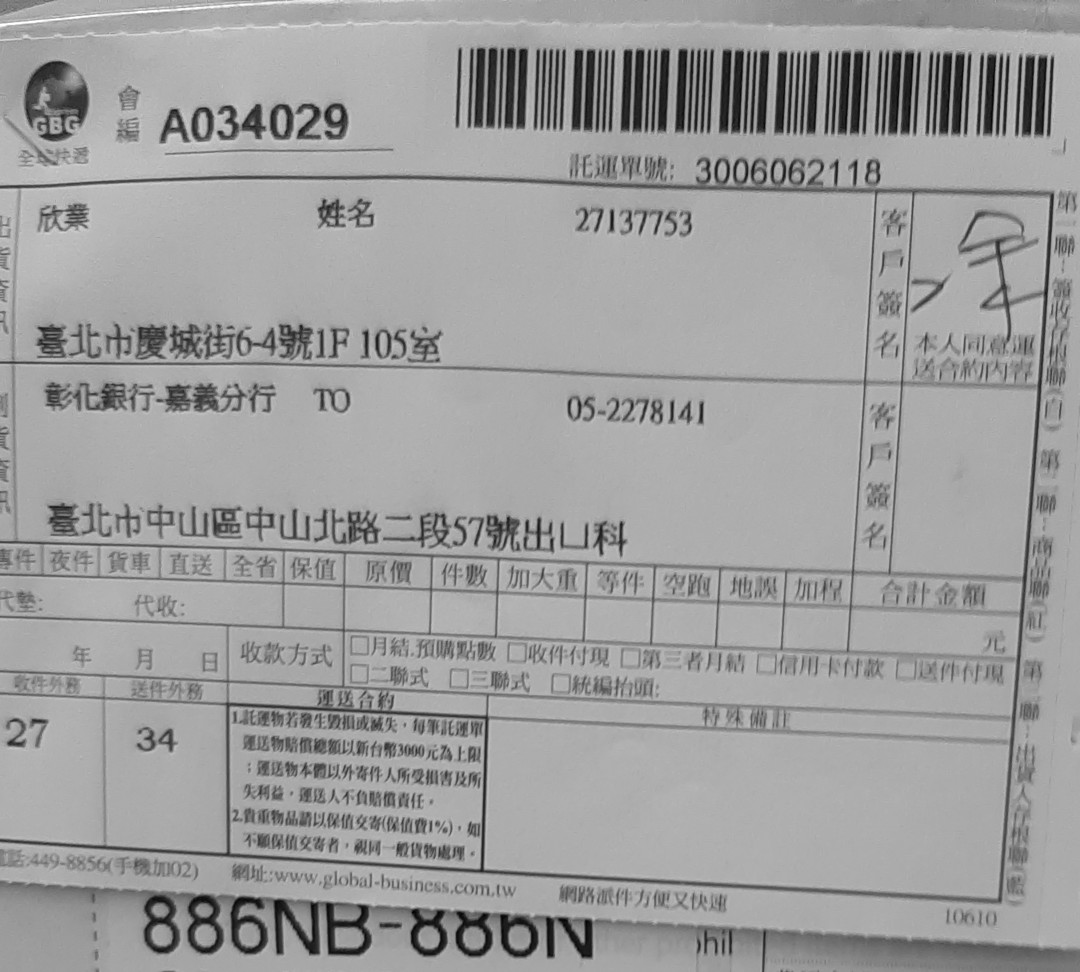 GBG
全球快遞
會編
A034029
託運單號: 3006062118
欣業 姓名 27137753
臺北市慶城街6-4號1F 105室
客戶簽名
本人同意運
送合約內容
彰化銀行-嘉義分行 TO 05-2278141
臺北市中山區中山北路二段57號出口科
客戶簽名
專件 夜件 貨車 直送 全省 保值 原價 件數 加大重 等件 空跑 地誤 加程 合計金額
代墊: 代收:
元
年 月 日 收款方式 □月結.預購點數 □收件付現 □第三者月結 □信用卡付款 □送件付現
□二聯式 □三聯式 □統編抬頭:
收件外務 送件外務 運送合約 特殊備註
27 34
1.託運物若發生毀損或滅失，每筆託運單
運送物賠償總額以新台幣3000元為上限
；運送物本體以外寄件人所受損害及所
失利益，運送人不負賠償責任。
2.貴重物品請以保值交寄(保值費1%)，如
不願保值交寄者，視同一般貨物處理。
電話:449-8856(手機加02) 網址:www.global-business.com.tw 網路派件方便又快速
10610
第一聯：簽收存根聯(白) 第二聯：商品聯(紅) 第三聯：出貨人存根聯(藍)
886NB-886N